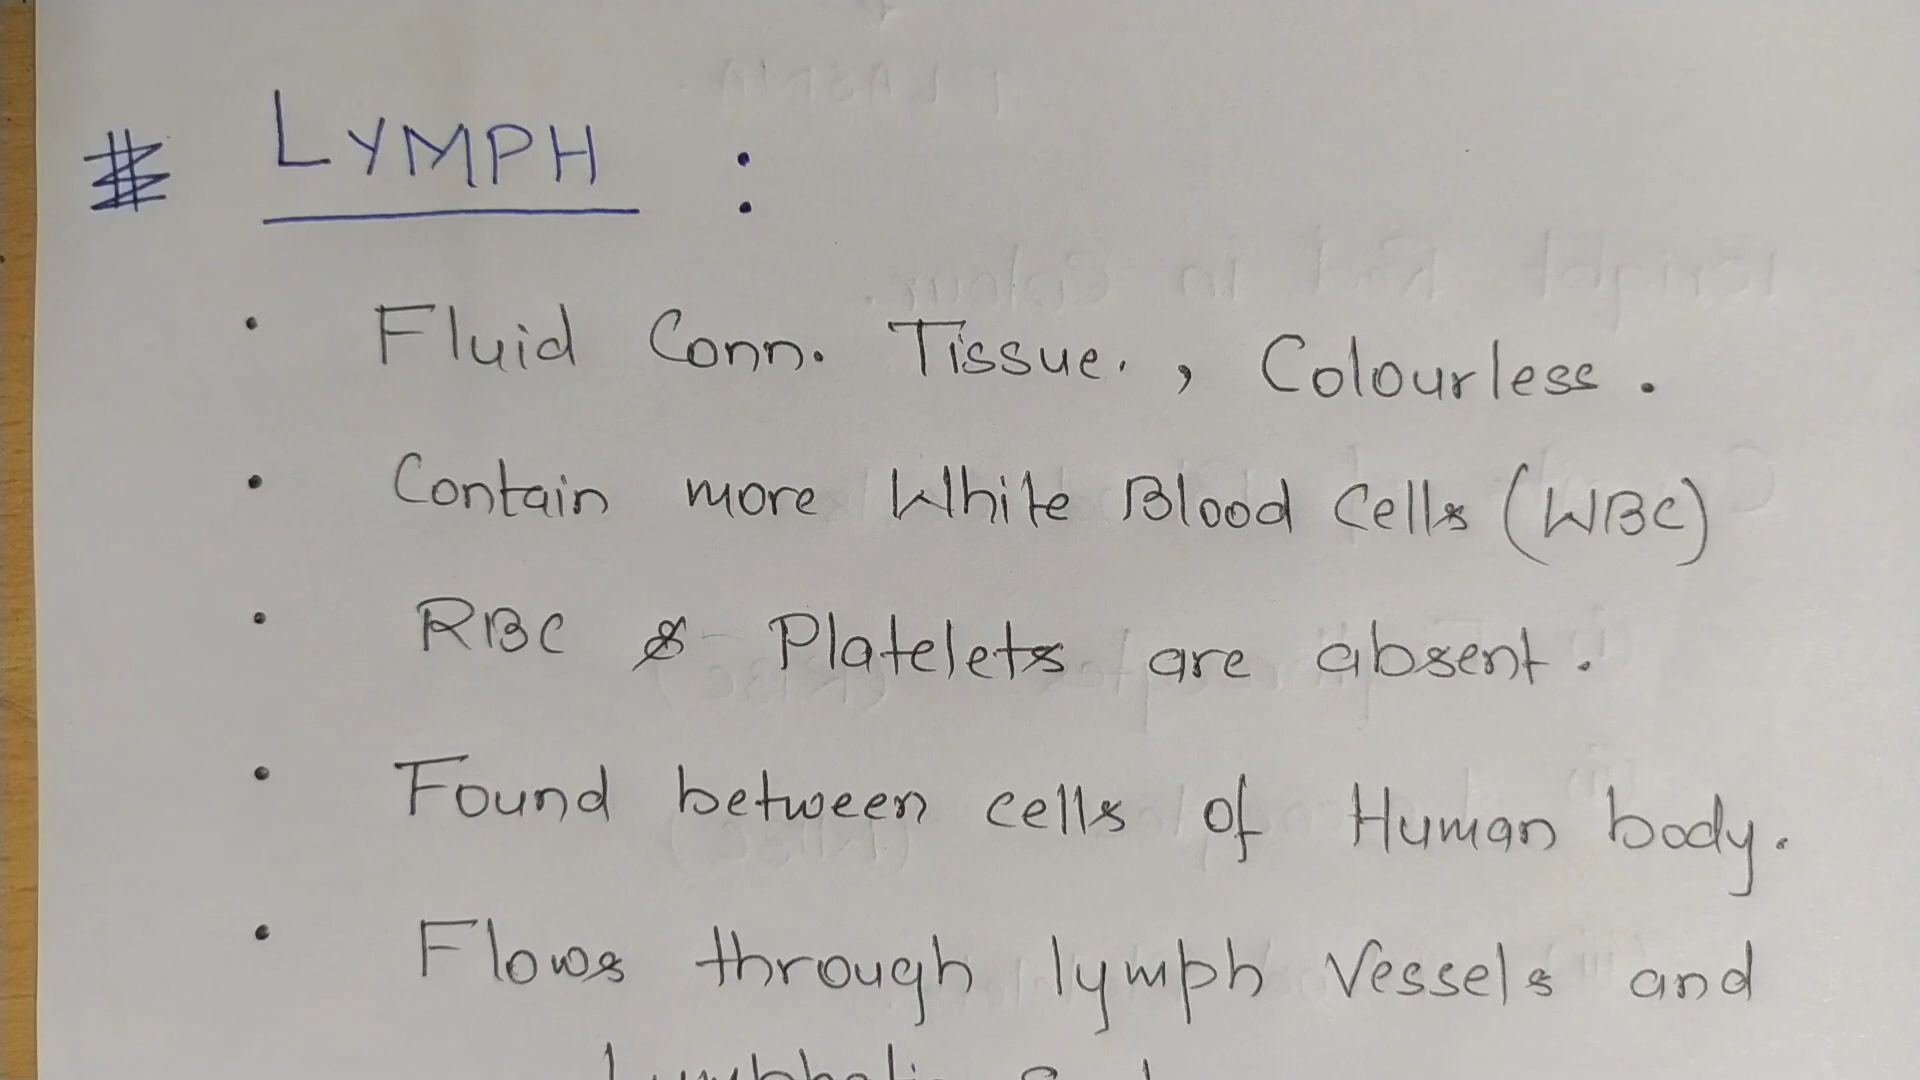 # LYMPH :
· Fluid Conn. Tissue. , Colourless .
· Contain more White Blood Cells (WBC)
· RBC & Platelets are absent .
· Found between cells of Human body.
· Flows through lymph Vessels and